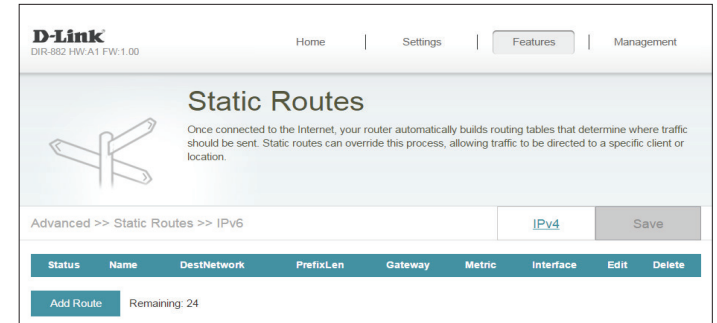 D-Link
DIR-882 HW:A1 FW:1.00
Home | Settings | Features | Management
Static Routes
Once connected to the Internet, your router automatically builds routing tables that determine where traffic
should be sent. Static routes can override this process, allowing traffic to be directed to a specific client or
location.
Advanced >> Static Routes >> IPv6
IPv4
Save
Status Name DestNetwork PrefixLen Gateway Metric Interface Edit Delete
Add Route Remaining: 24